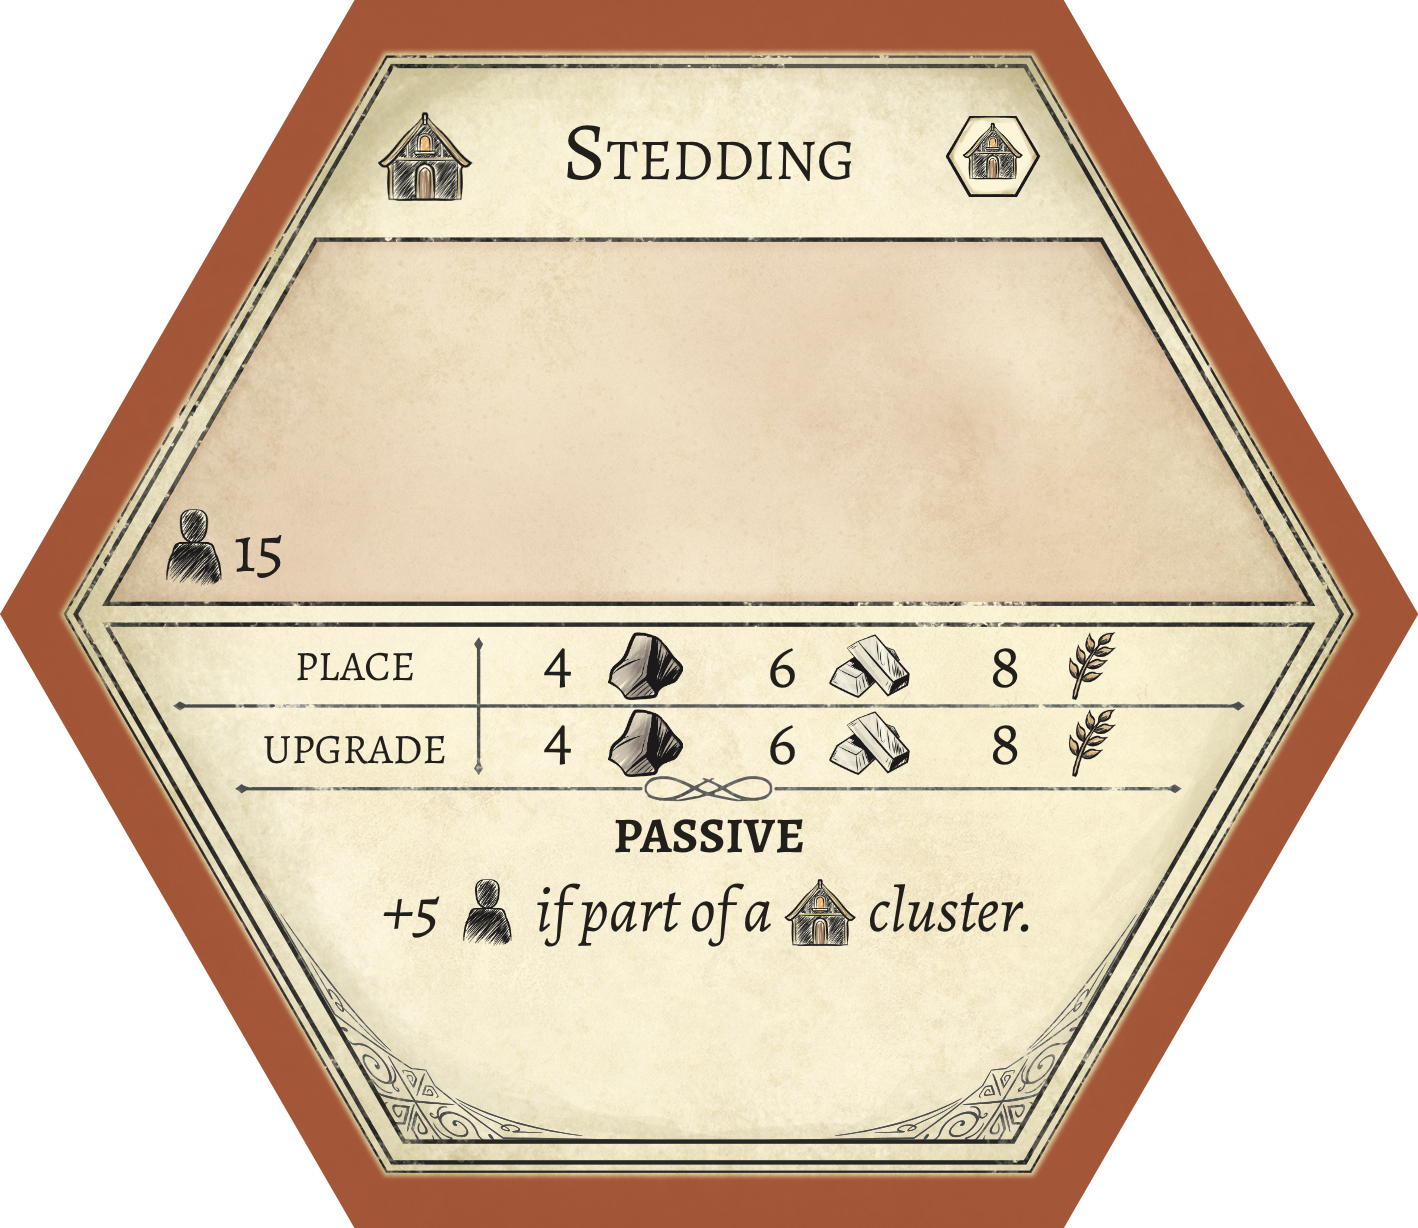 Stedding
15
PLACE 4 6 8
UPGRADE 4 6 8
PASSIVE
+5 if part of a cluster.